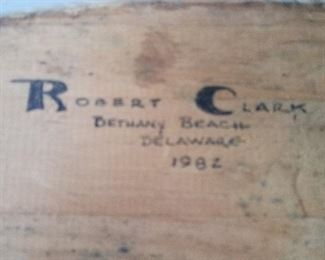 ROBERT CLARK
BETHANY BEACH
DELAWARE
1982